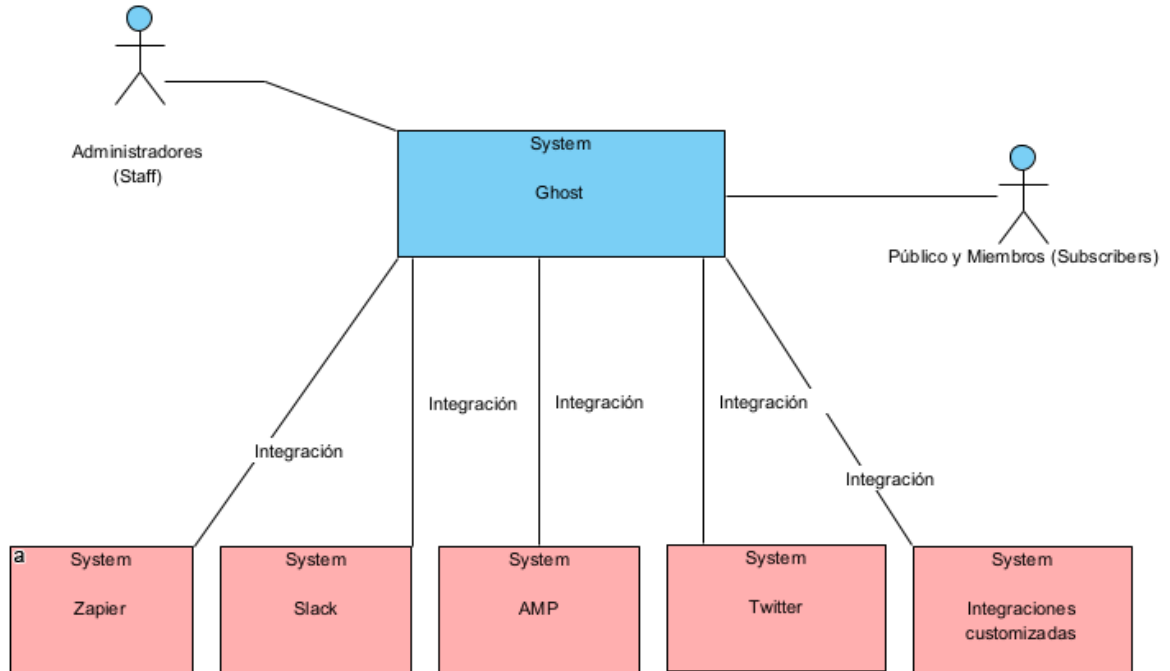 System
Ghost
Administradores
(Staff)
Público y Miembros (Subscribers)
Integración
Integración
Integración
Integración
Integración
a
System
Zapier
System
Slack
System
AMP
System
Twitter
System
Integraciones
customizadas